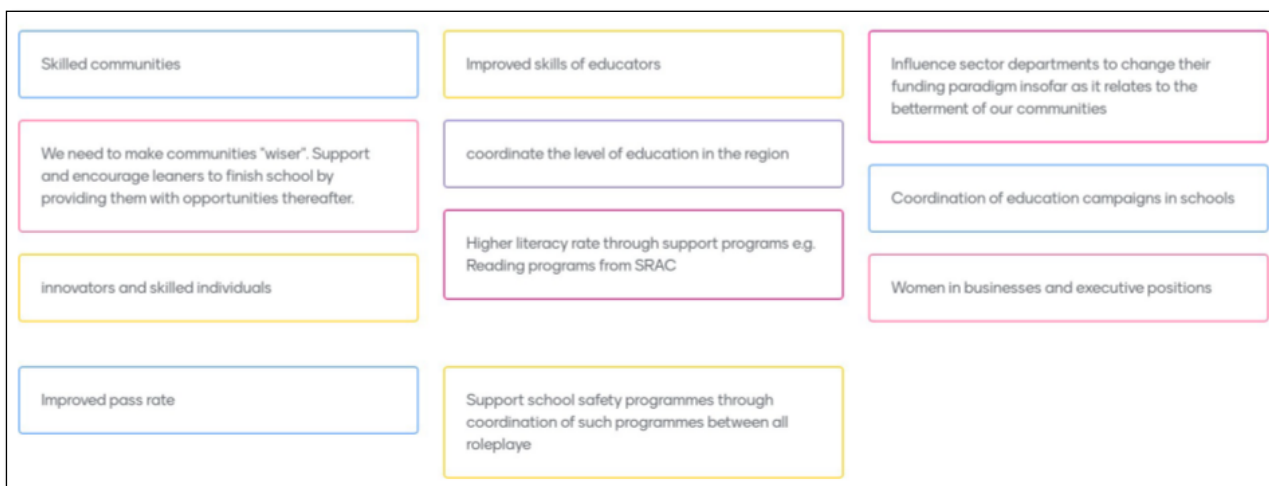 Skilled communities
We need to make communities "wiser". Support
and encourage leaners to finish school by
providing them with opportunities thereafter.
innovators and skilled individuals
Improved pass rate
Improved skills of educators
coordinate the level of education in the region
Higher literacy rate through support programs e.g.
Reading programs from SRAC
Support school safety programmes through
coordination of such programmes between all
roleplaye
Influence sector departments to change their
funding paradigm insofar as it relates to the
betterment of our communities
Coordination of education campaigns in schools
Women in businesses and executive positions